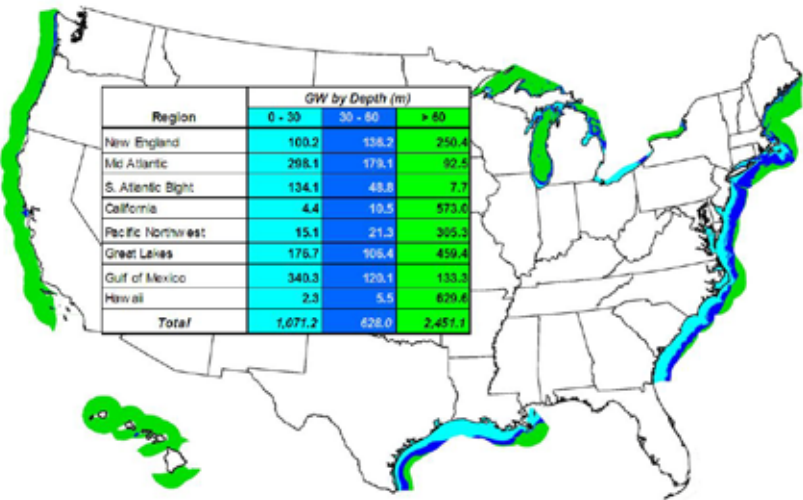 GW by Depth (m)
Region 0 - 30 30 - 60 > 60
New England 100.2 136.2 250.4
Mid Atlantic 298.1 179.1 92.5
S. Atlantic Bight 134.1 48.8 7.7
California 4.4 10.5 573.0
Pacific Northwest 15.1 21.3 305.3
Great Lakes 176.7 106.4 459.4
Gulf of Mexico 340.3 120.1 133.3
Hawaii 2.3 5.5 629.6
Total 1,071.2 628.0 2,451.1